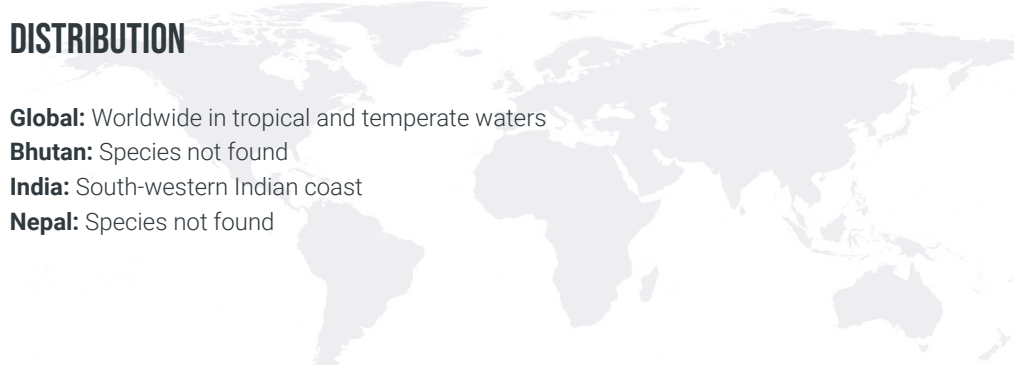 DISTRIBUTION
Global: Worldwide in tropical and temperate waters
Bhutan: Species not found
India: South-western Indian coast
Nepal: Species not found